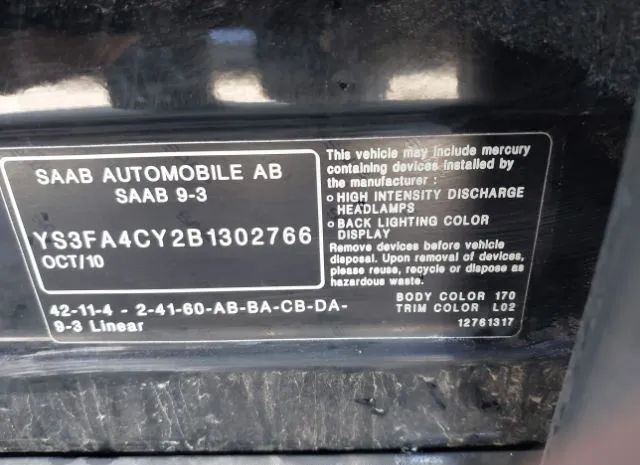 SAAB AUTOMOBILE AB
SAAB 9-3
YS3FA4CY2B1302766
OCT/10
42-11-4 - 2-41-60-AB-BA-CB-DA-
9-3 Linear
This vehicle may include mercury
containing devices installed by
the manufacturer :
o HIGH INTENSITY DISCHARGE
HEADLAMPS
o BACK LIGHTING COLOR
DISPLAY
Remove devices before vehicle
disposal. Upon removal of devices,
please reuse, recycle or dispose as
hazardous waste.
BODY COLOR 170
TRIM COLOR L02
12761317